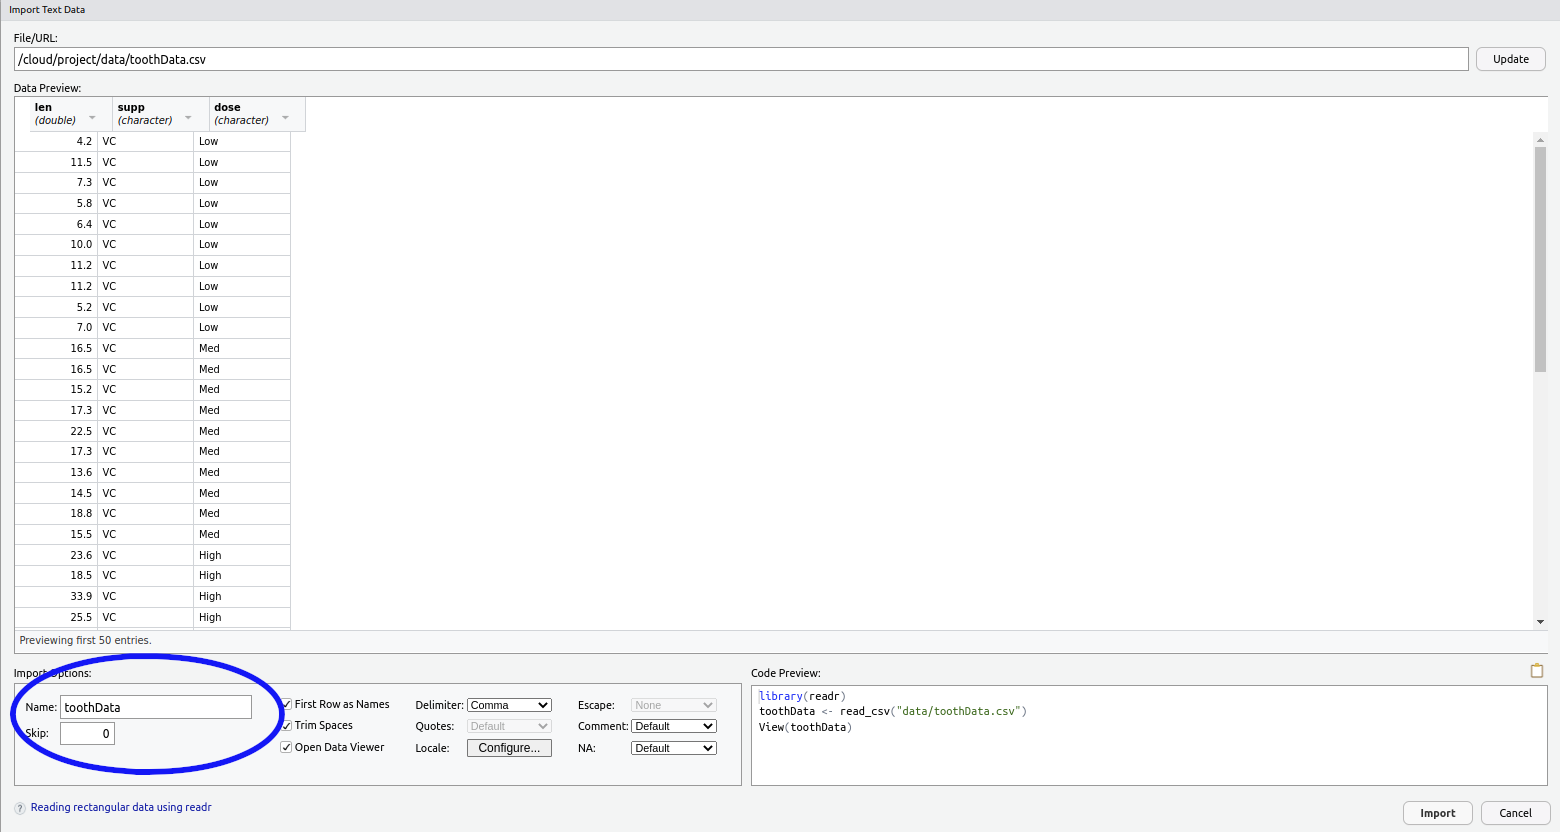 Import Text Data
File/URL:
/cloud/project/data/toothData.csv
Update
Data Preview:
len supp dose
(double) (character) (character)
4.2 VC Low
11.5 VC Low
7.3 VC Low
5.8 VC Low
6.4 VC Low
10.0 VC Low
11.2 VC Low
11.2 VC Low
5.2 VC Low
7.0 VC Low
16.5 VC Med
16.5 VC Med
15.2 VC Med
17.3 VC Med
22.5 VC Med
17.3 VC Med
13.6 VC Med
14.5 VC Med
18.8 VC Med
15.5 VC Med
23.6 VC High
18.5 VC High
33.9 VC High
25.5 VC High
Previewing first 50 entries.
Import Options:
Name: toothData
Skip: 0
First Row as Names
Trim Spaces
Open Data Viewer
Delimiter: Comma
Quotes: Default
Locale: Configure...
Escape: None
Comment: Default
NA: Default
Code Preview:
library(readr)
toothData <- read_csv("data/toothData.csv")
View(toothData)
? Reading rectangular data using readr
Import
Cancel